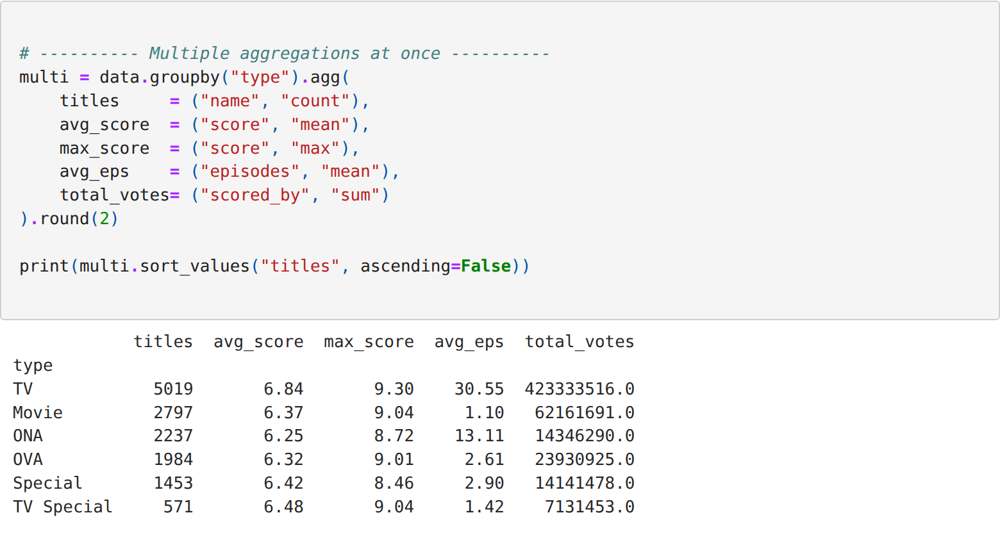 # ---------- Multiple aggregations at once ----------
multi = data.groupby("type").agg(
    titles     = ("name", "count"),
    avg_score  = ("score", "mean"),
    max_score  = ("score", "max"),
    avg_eps    = ("episodes", "mean"),
    total_votes= ("scored_by", "sum")
).round(2)

print(multi.sort_values("titles", ascending=False))

            titles  avg_score  max_score  avg_eps  total_votes
type
TV            5019       6.84       9.30    30.55  423333516.0
Movie         2797       6.37       9.04     1.10   62161691.0
ONA           2237       6.25       8.72    13.11   14346290.0
OVA           1984       6.32       9.01     2.61   23930925.0
Special       1453       6.42       8.46     2.90   14141478.0
TV Special     571       6.48       9.04     1.42    7131453.0